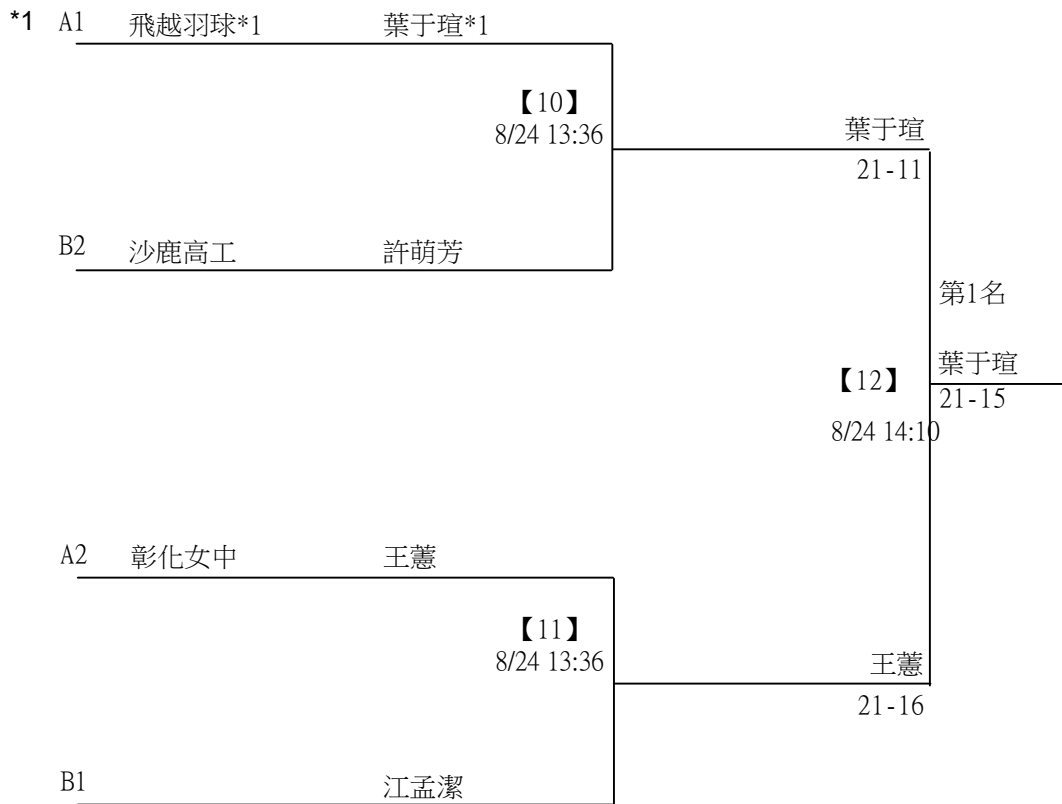 *1 A1 飛越羽球*1 葉于瑄*1
【10】
8/24 13:36
葉于瑄
21-11
B2 沙鹿高工 許萌芳
第1名
【12】
葉于瑄
21-15
8/24 14:10
A2 彰化女中 王藼
【11】
8/24 13:36
王藼
21-16
B1 江孟潔